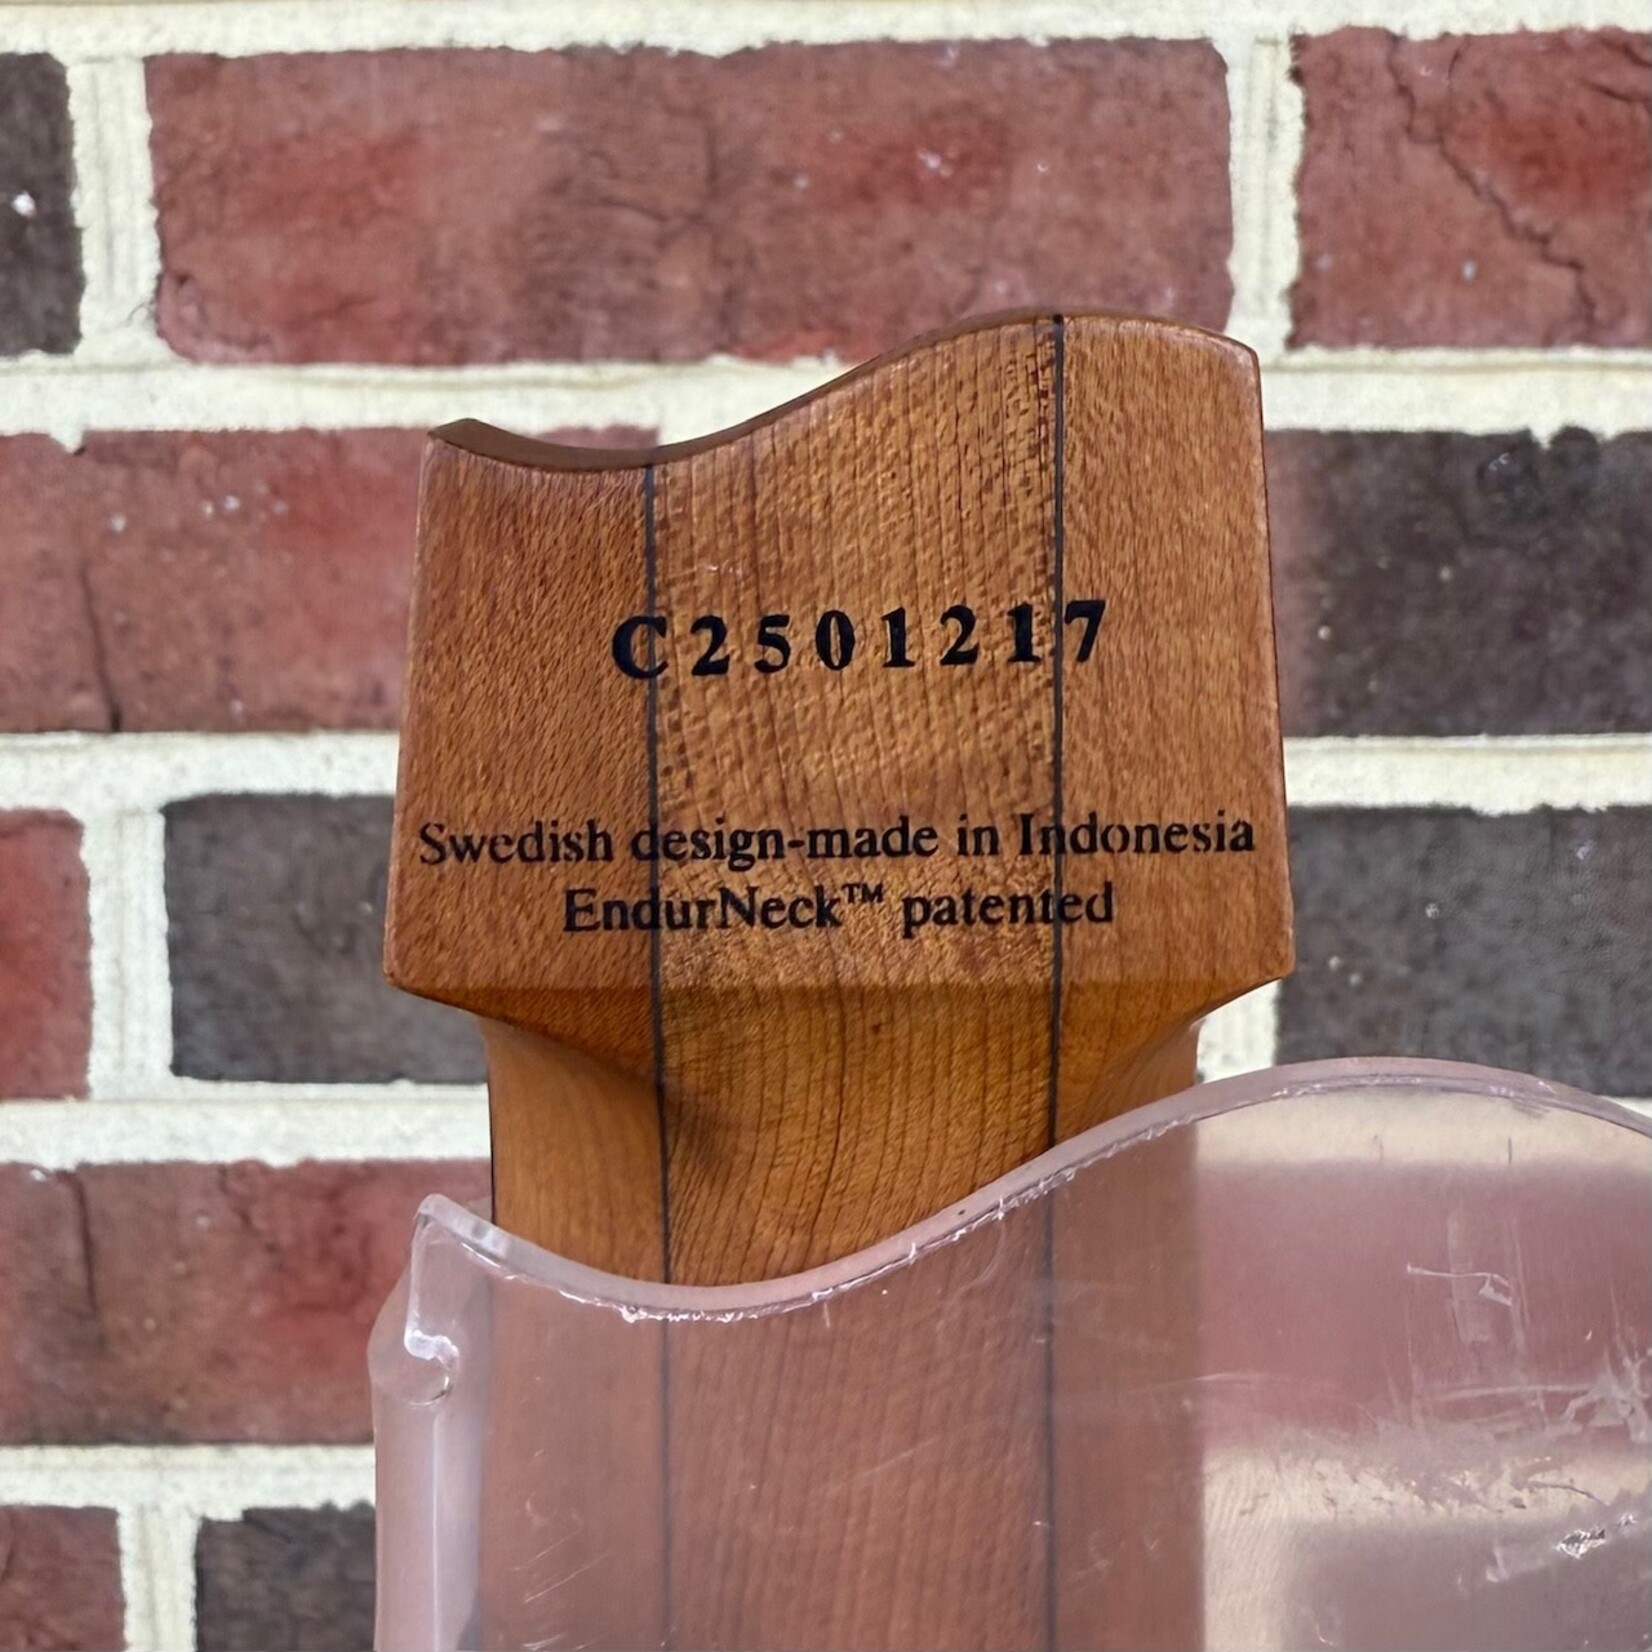 C2501217
Swedish design-made in Indonesia
EndurNeck™ patented